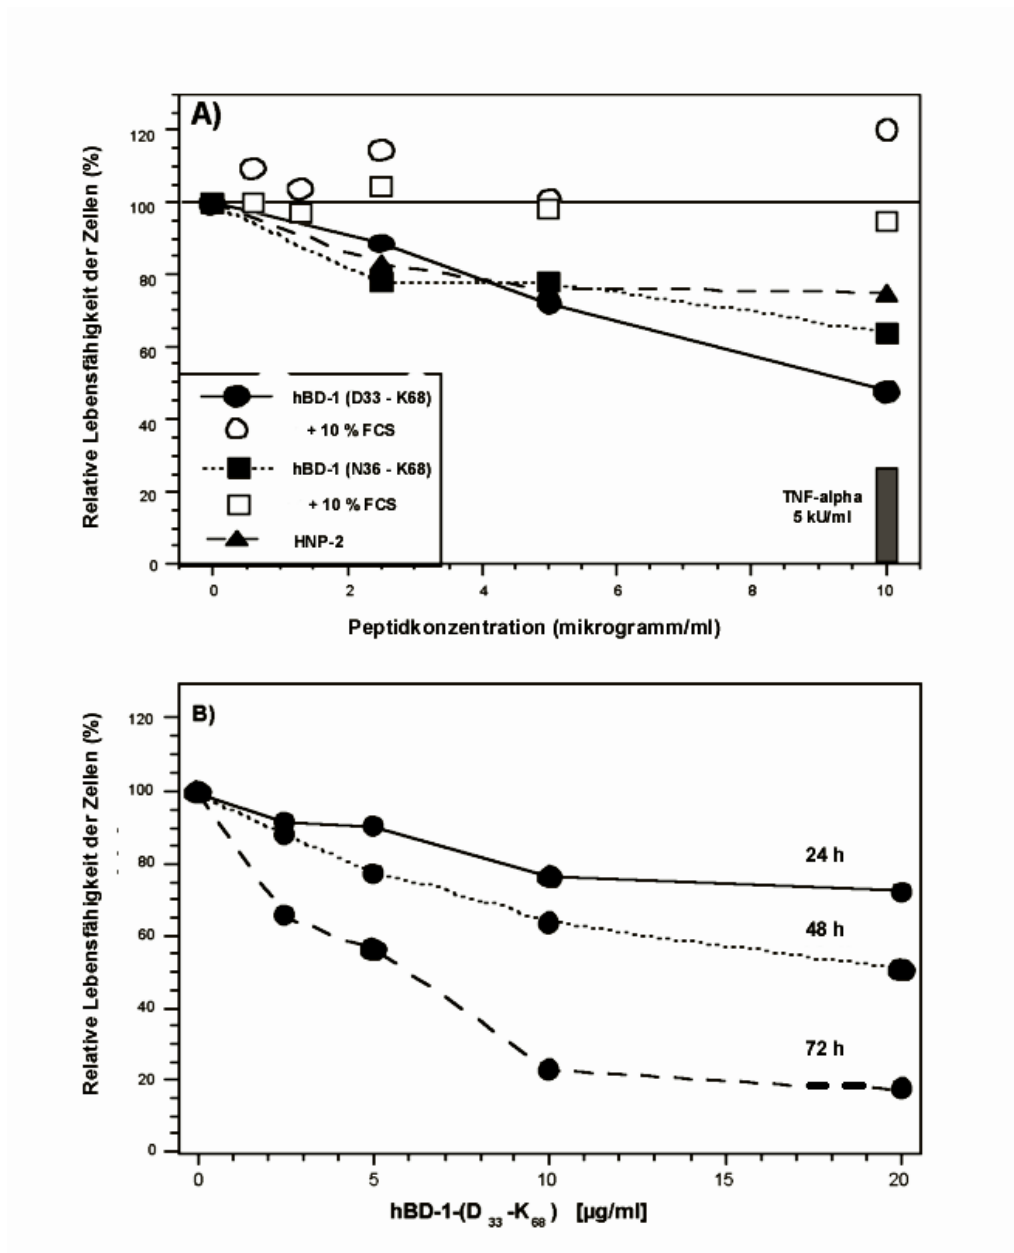 A)
Relative Lebensfähigkeit der Zellen (%)
120
100
80
60
40
20
0
hBD-1 (D33 - K68)
+ 10 % FCS
hBD-1 (N36 - K68)
+ 10 % FCS
HNP-2
TNF-alpha
5 kU/ml
0 2 4 6 8 10
Peptidkonzentration (mikrogramm/ml)
B)
Relative Lebensfähigkeit der Zellen (%)
120
100
80
60
40
20
0
24 h
48 h
72 h
0 5 10 15 20
hBD-1-(D 33 -K 68 ) [µg/ml]